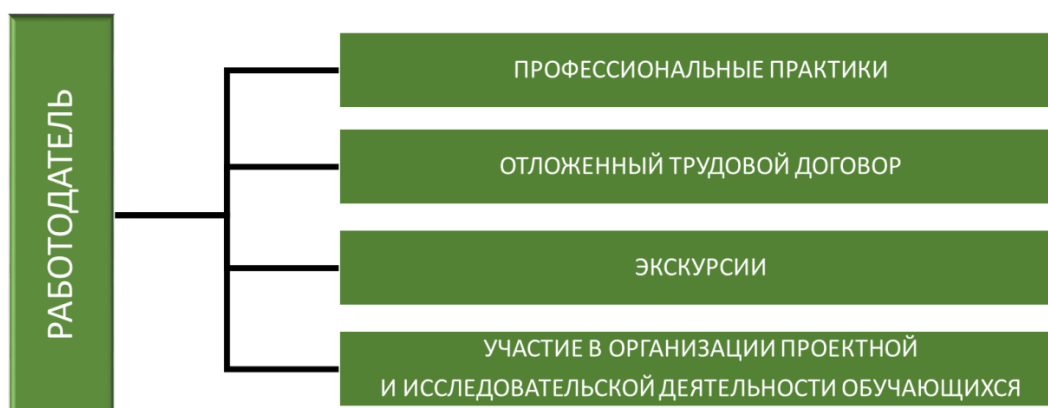 РАБОТОДАТЕЛЬ
ПРОФЕССИОНАЛЬНЫЕ ПРАКТИКИ
ОТЛОЖЕННЫЙ ТРУДОВОЙ ДОГОВОР
ЭКСКУРСИИ
УЧАСТИЕ В ОРГАНИЗАЦИИ ПРОЕКТНОЙ
И ИССЛЕДОВАТЕЛЬСКОЙ ДЕЯТЕЛЬНОСТИ ОБУЧАЮЩИХСЯ